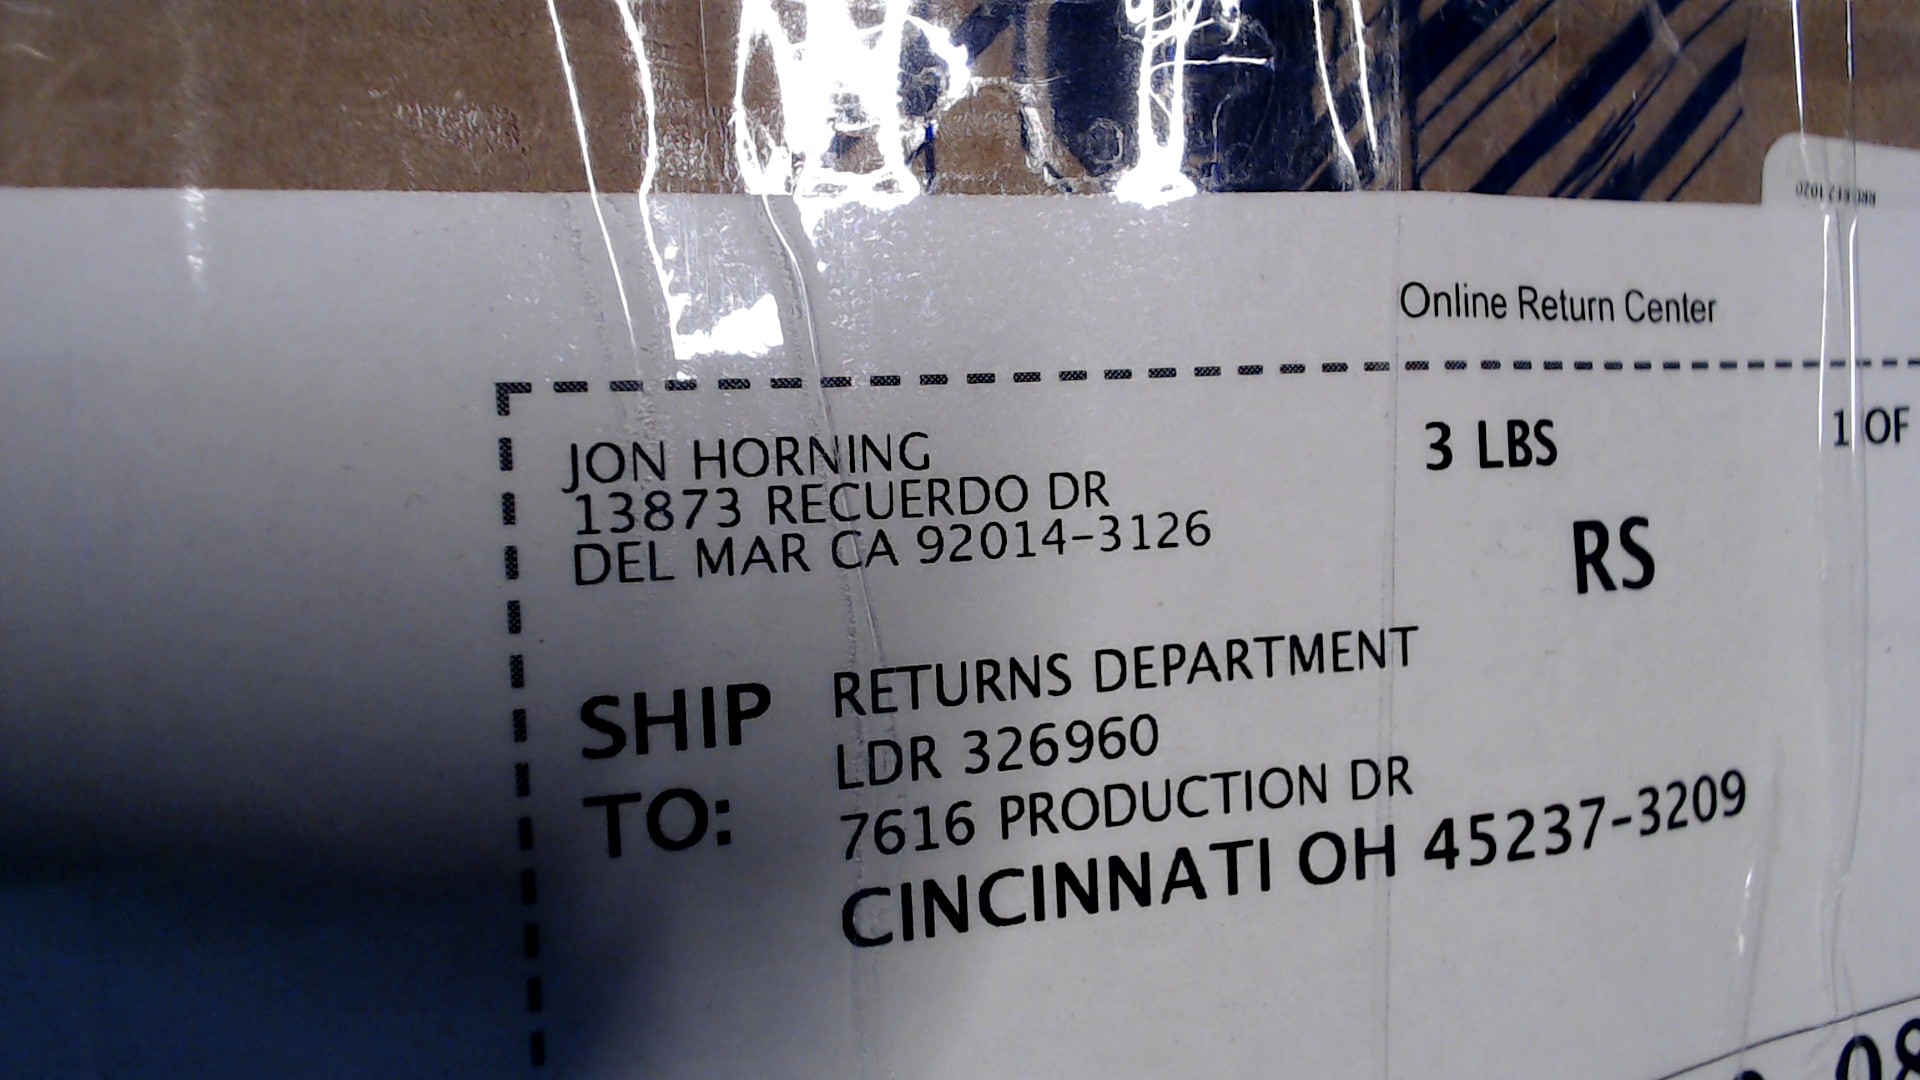 Online Return Center
JON HORNING
13873 RECUERDO DR
DEL MAR CA 92014-3126
3 LBS
1 OF
RS
SHIP
TO:
RETURNS DEPARTMENT
LDR 326960
7616 PRODUCTION DR
CINCINNATI OH 45237-3209